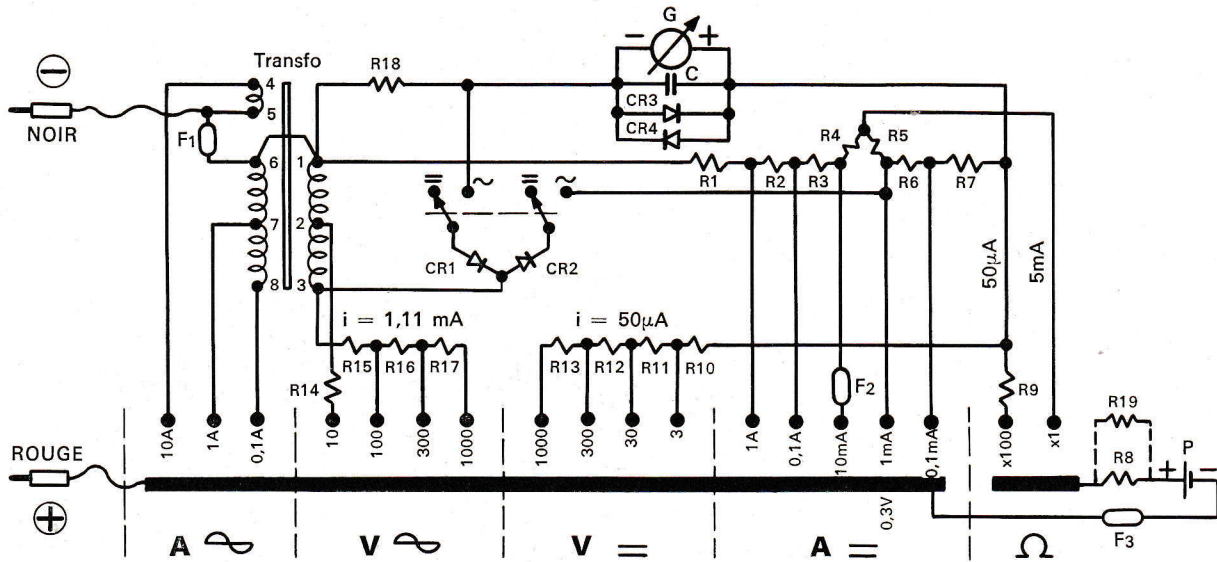 G
− +
⊖ Transfo
4 R18
C
5 CR3
NOIR CR4
F1
R4 R5
6 1
R1 R2 R3 R6 R7
= ~ = ~
7 2
CR1 CR2
50µA
5mA
8 3
i = 1,11 mA i = 50µA
R15 R16 R17 R13 R12 R11 R10
R14 F2 R9
R19
10A 1A 0,1A 10 100 300 1000 1000 300 30 3 1A 0,1A 10mA 1mA 0,1mA x100 x1
R8 + P −
ROUGE
⊕ 0,3V
F3
A V V = A = Ω